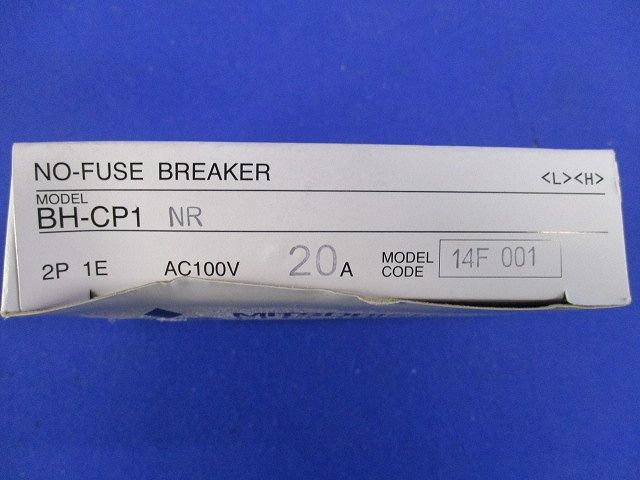 NO-FUSE BREAKER <L><H>
MODEL
BH-CP1 NR
2P 1E AC100V 20A MODEL CODE 14F 001